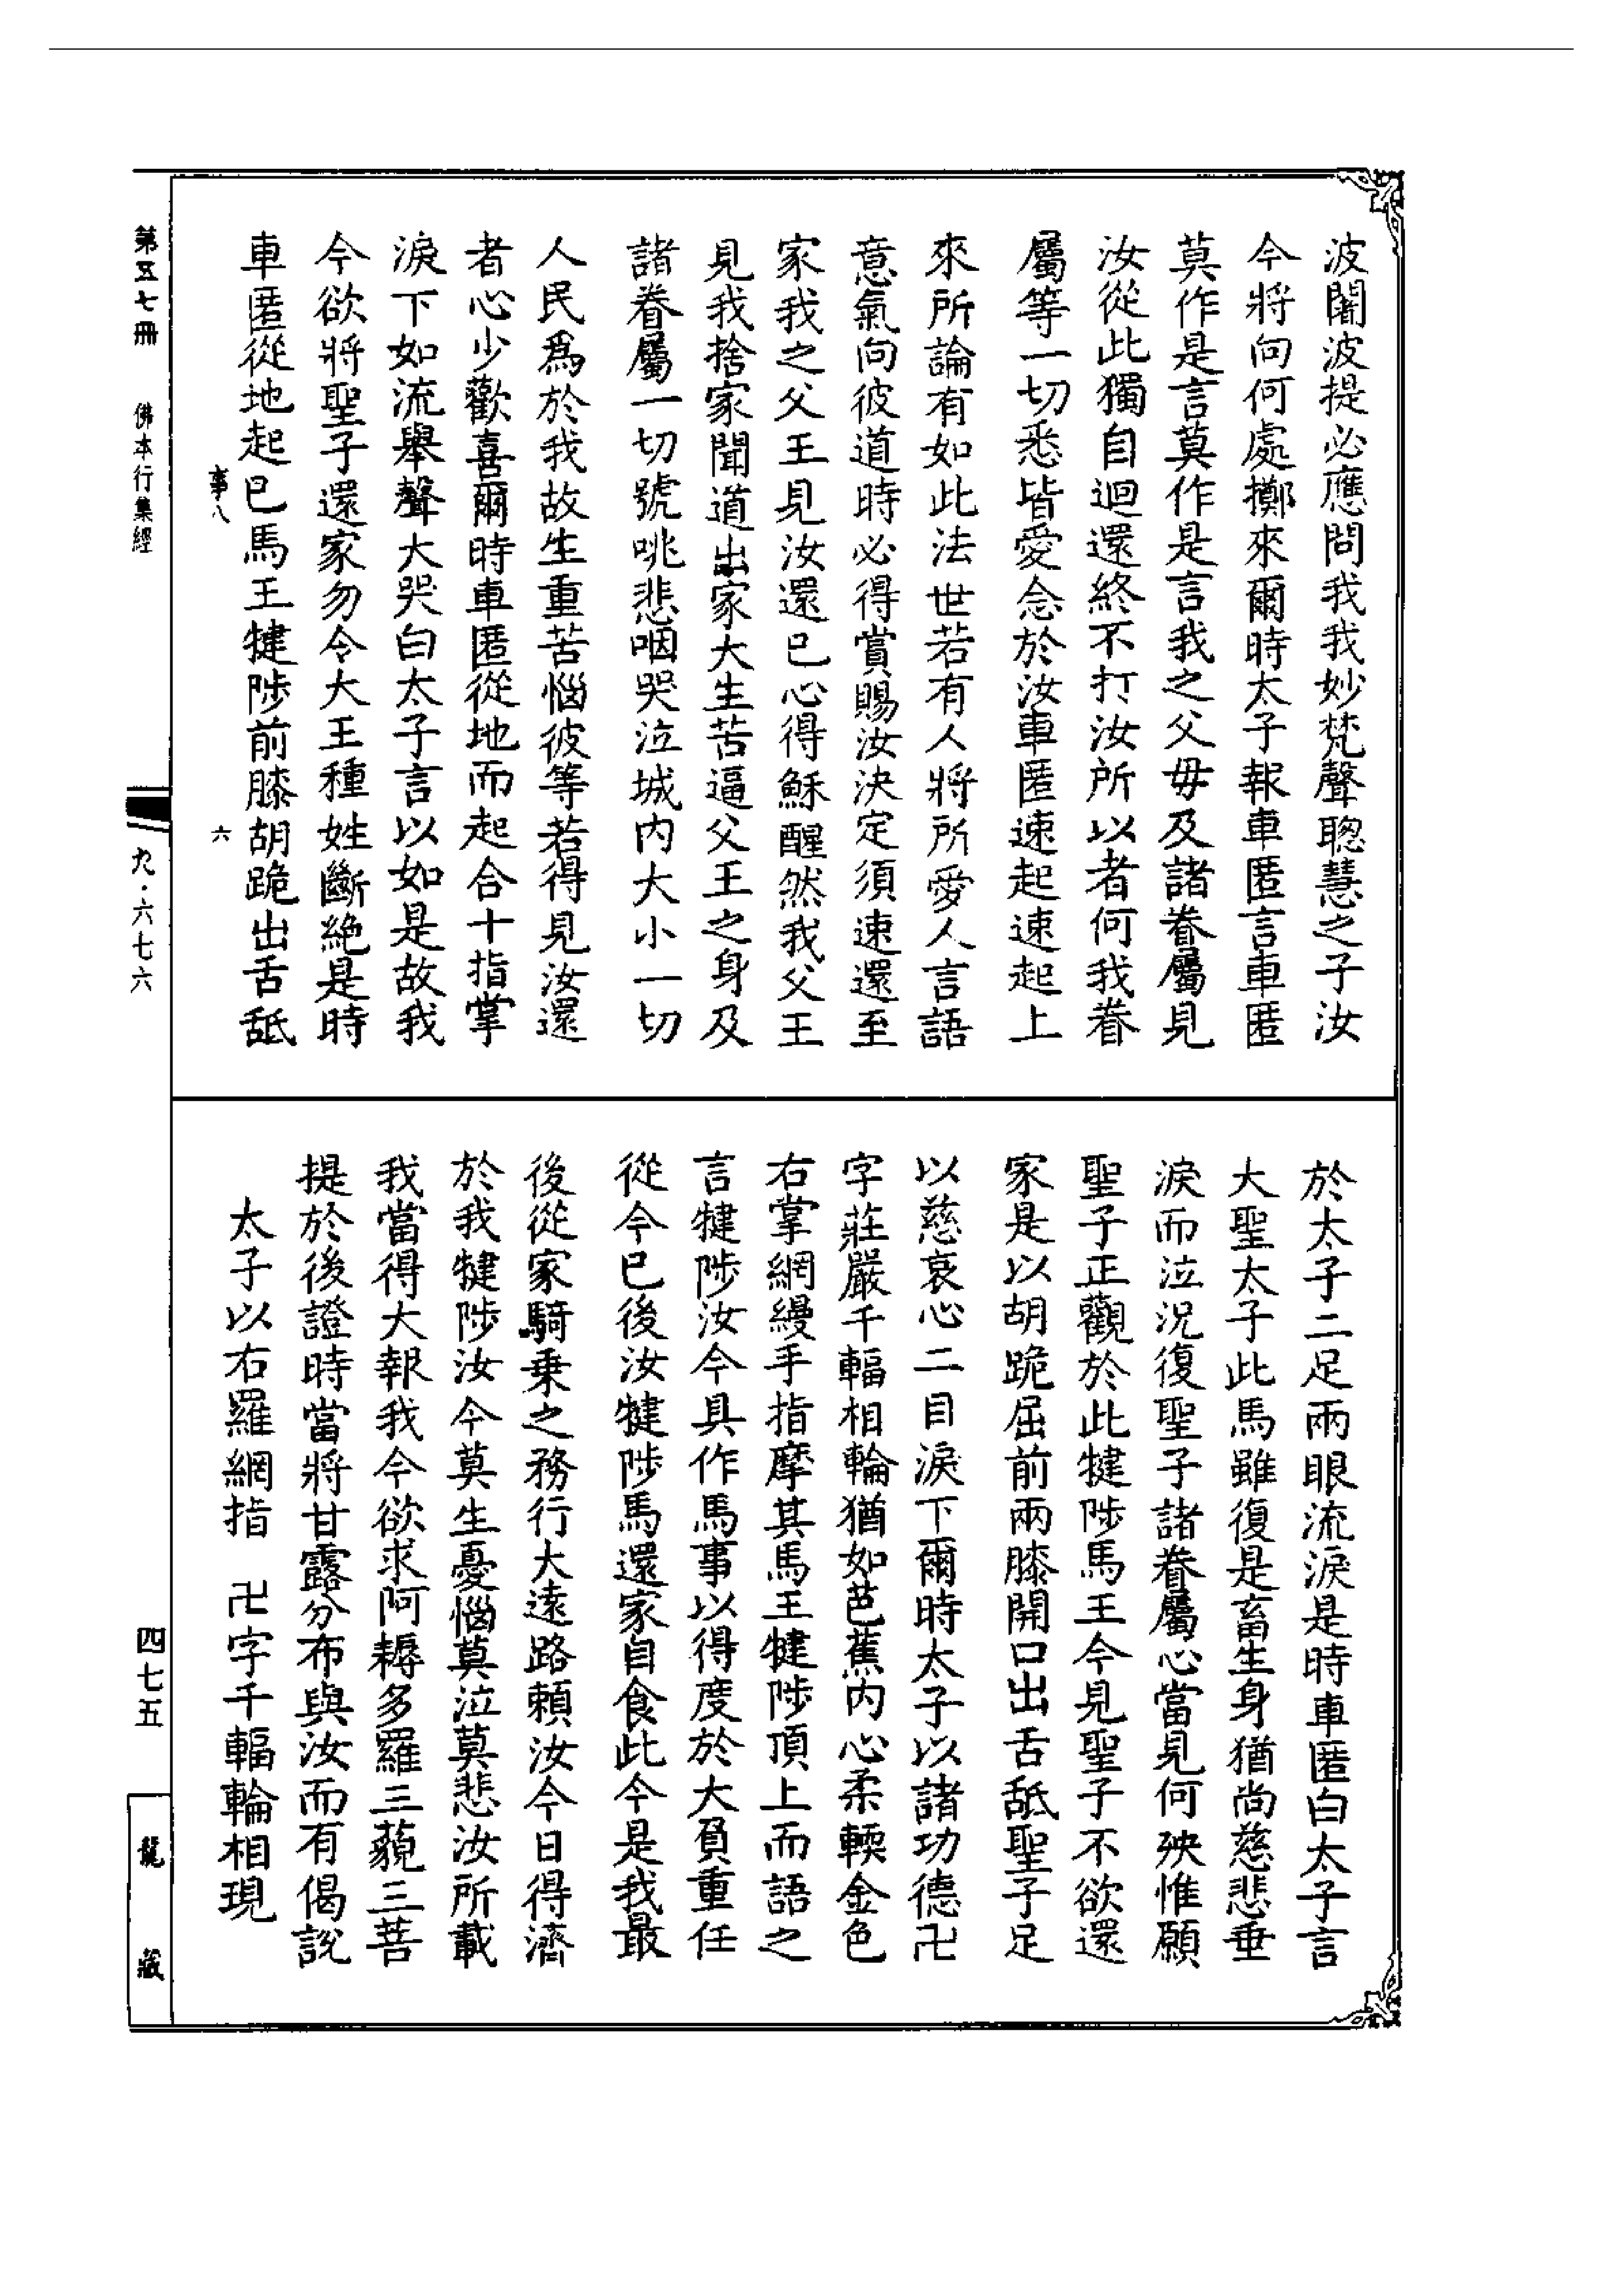 波闍波提必應問我我妙梵聲聰慧之子汝
今將向何處擲來爾時太子報車匿言車匿
莫作是言莫作是言我之父毋及諸眷屬見
汝從此獨自迴還終不打汝所以者何我眷
屬等一切悉皆愛念於汝車匿速起速起上
來所論有如此法世若有人將所愛人言語
意氣向彼道時必得賞賜汝決定須速還至
家我之父王見汝還已心得穌醒然我父王
見我捨家聞道出家大生苦逼父王之身及
諸眷屬一切號咷悲咽哭泣城内大小一切
人民爲於我故生重苦惱彼等若得見汝還
者心少歡喜爾時車匿從地而起合十指掌
淚下如流舉聲大哭白太子言以如是故我
今欲將聖子還家勿令大王種姓斷絶是時
車匿從地起已馬王犍陟前膝胡跪出舌舐
事八
六
於太子二足兩眼流淚是時車匿白太子言
大聖太子此馬雖復是畜生身猶尚慈悲垂
淚而泣況復聖子諸眷屬心當見何殃惟願
聖子正觀於此犍陟馬王今見聖子不欲還
家是以胡跪屈前兩膝開口出舌舐聖子足
以慈哀心二目淚下爾時太子以諸功德卍
字莊嚴千輻相輪猶如芭蕉内心柔輭金色
右掌網縵手指摩其馬王犍陟頂上而語之
言犍陟汝今具作馬事以得度於大負重任
從今已後汝犍陟馬還家自食此今是我最
後從家騎乗之務行大遠路賴汝今日得濟
於我犍陟汝今莫生憂惱莫泣莫悲汝所載
我當得大報我今欲求阿耨多羅三藐三菩
提於後證時當將甘露分布與汝而有偈説
太子以右羅網指　卍字千輻輪相現
第五七冊　佛本行集經
九·六七六
四七五
龍藏